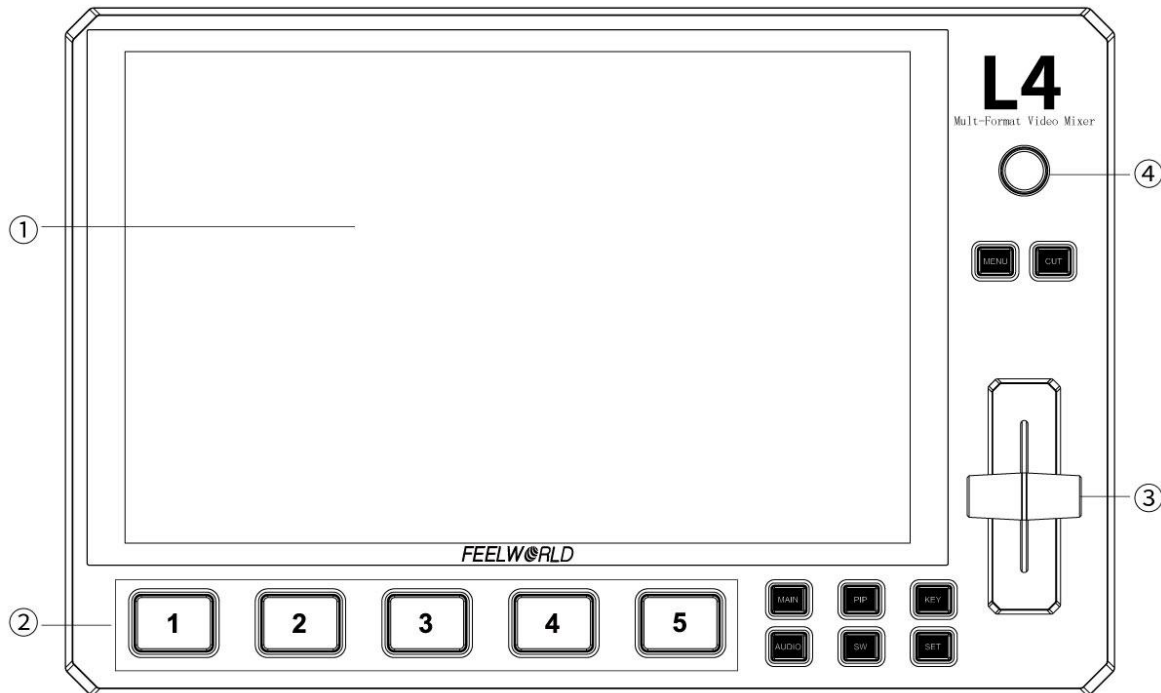 L4
Mult-Format Video Mixer
④
MENU CUT
①
③
FEELWORLD
② 1 2 3 4 5
MAIN PIP KEY
AUDIO SW SET